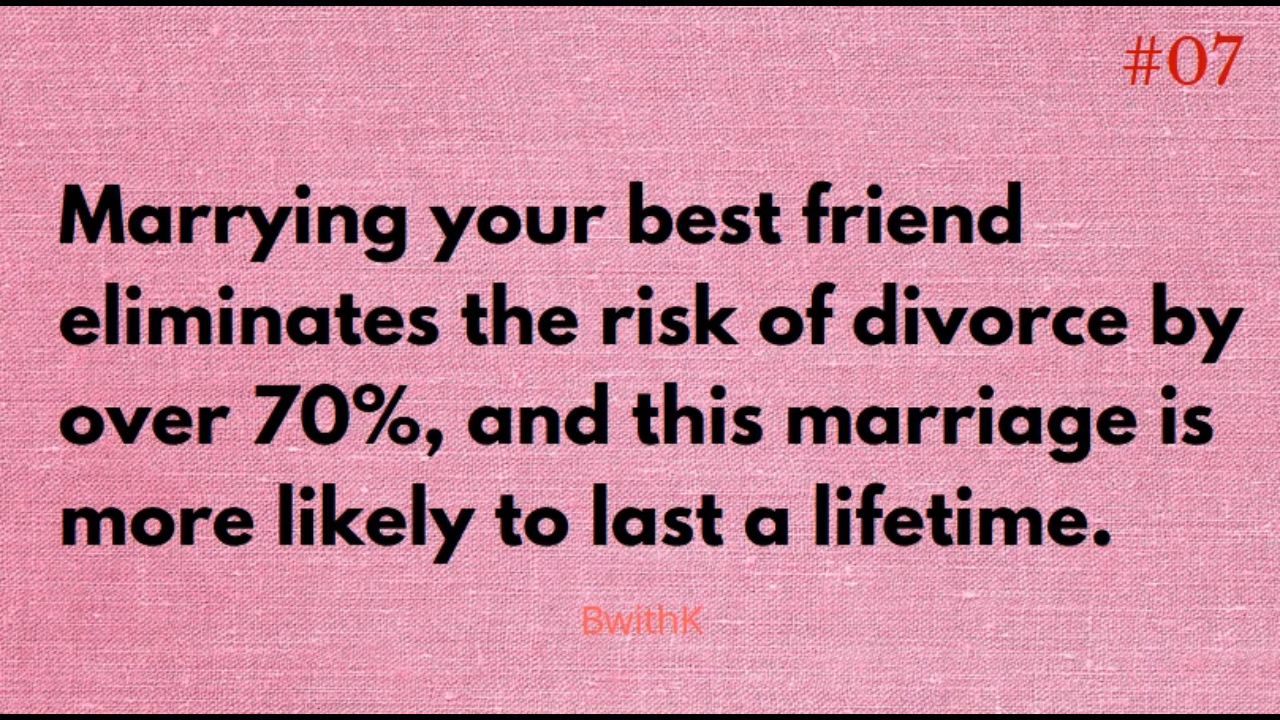 #07
Marrying your best friend
eliminates the risk of divorce by
over 70%, and this marriage is
more likely to last a lifetime.
BwithK